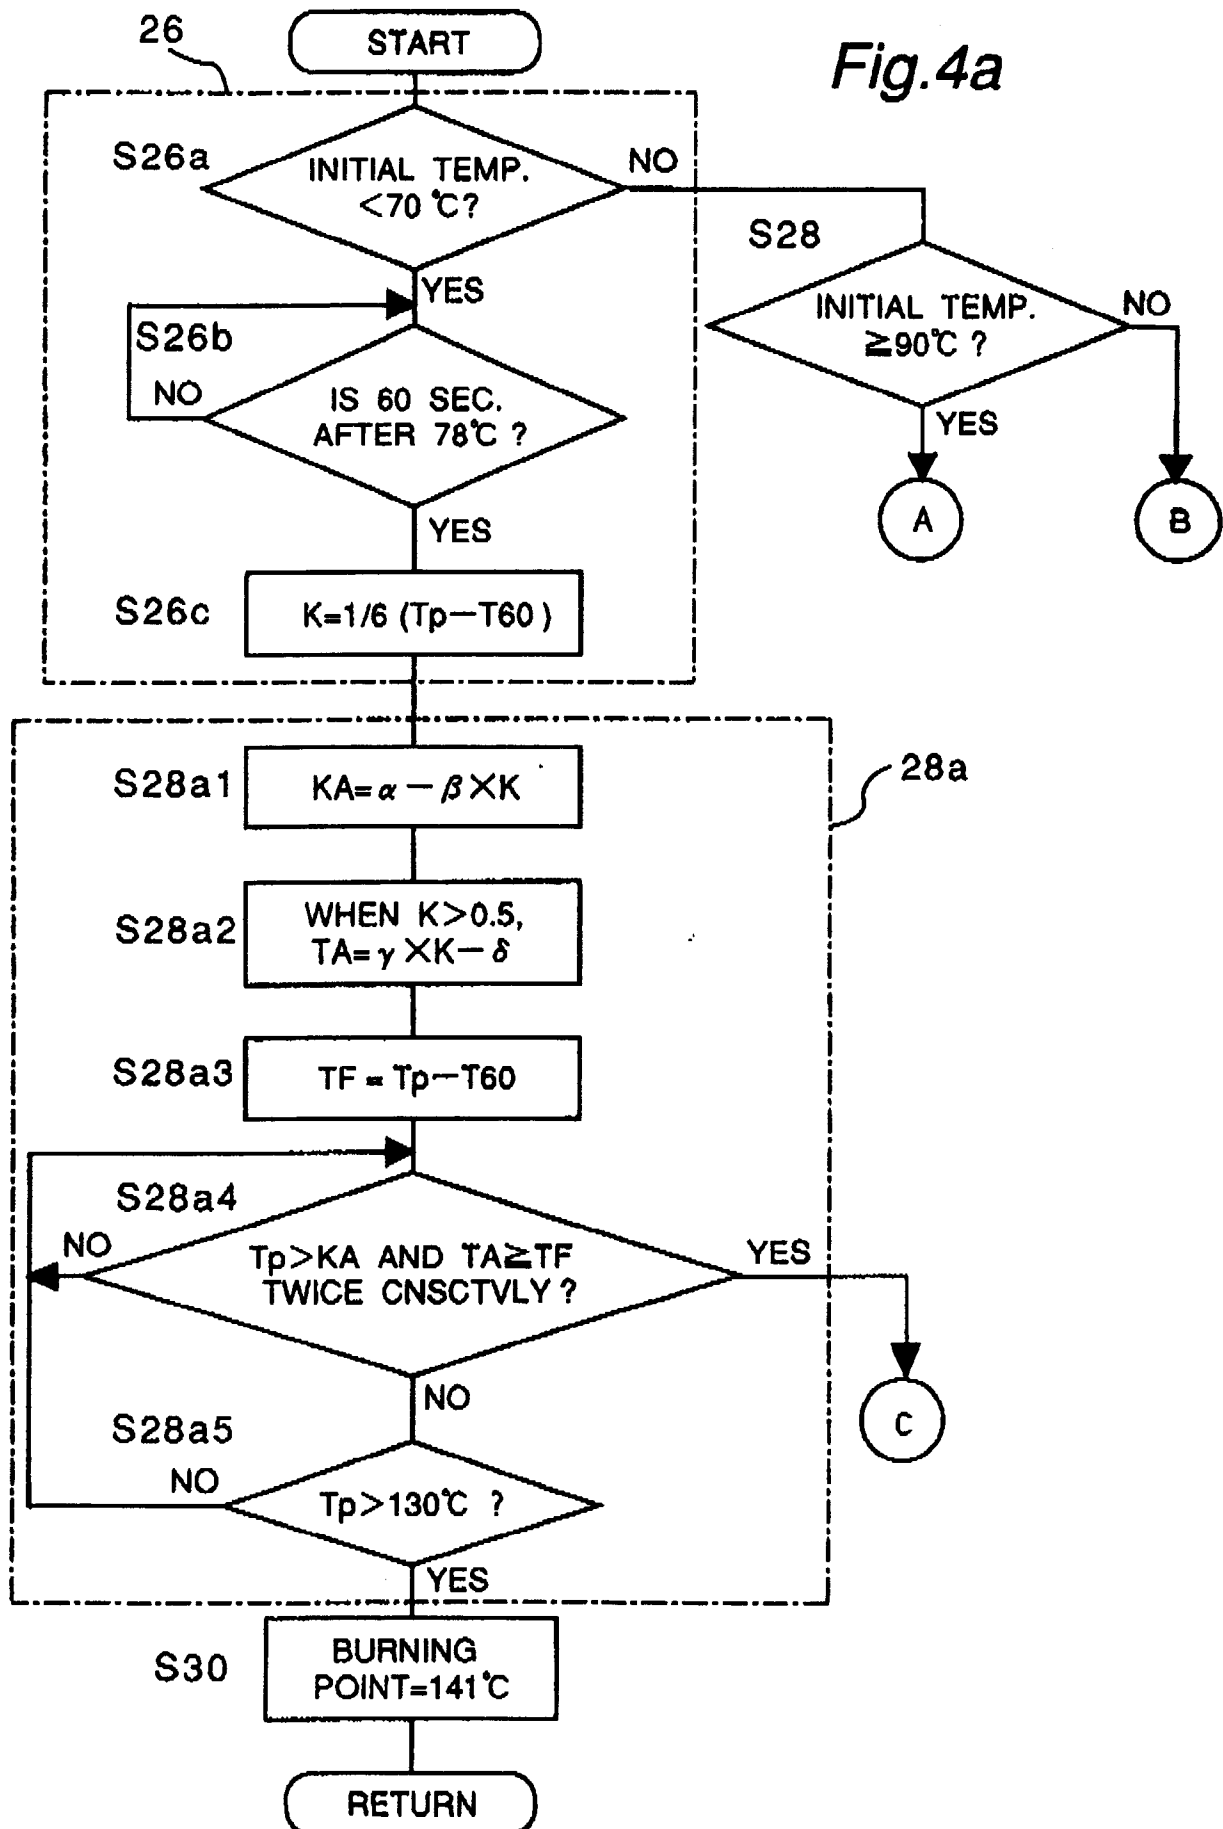 26
START
Fig.4a
S26a
INITIAL TEMP.
<70℃?
NO
S28
YES
INITIAL TEMP.
≧90℃ ?
NO
S26b
NO
IS 60 SEC.
AFTER 78℃ ?
YES
A
B
YES
S26c
K=1/6 (Tp−T60)
S28a1
KA=α − β×K
28a
S28a2
WHEN K>0.5,
TA=γ ×K− δ
S28a3
TF = Tp−T60
S28a4
NO
Tp>KA AND TA≧TF
TWICE CNSCTVLY ?
YES
NO
C
S28a5
NO
Tp>130℃ ?
YES
S30
BURNING
POINT=141℃
RETURN